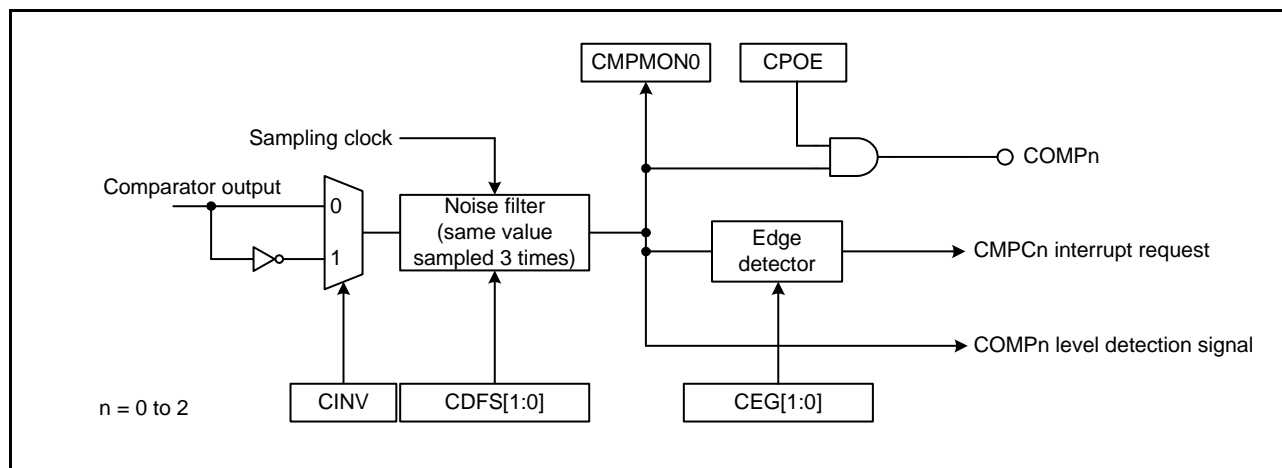 CMPMON0
CPOE
Sampling clock
COMPn
Comparator output
0
1
Noise filter
(same value
sampled 3 times)
Edge
detector
CMPCn interrupt request
COMPn level detection signal
n = 0 to 2
CINV
CDFS[1:0]
CEG[1:0]